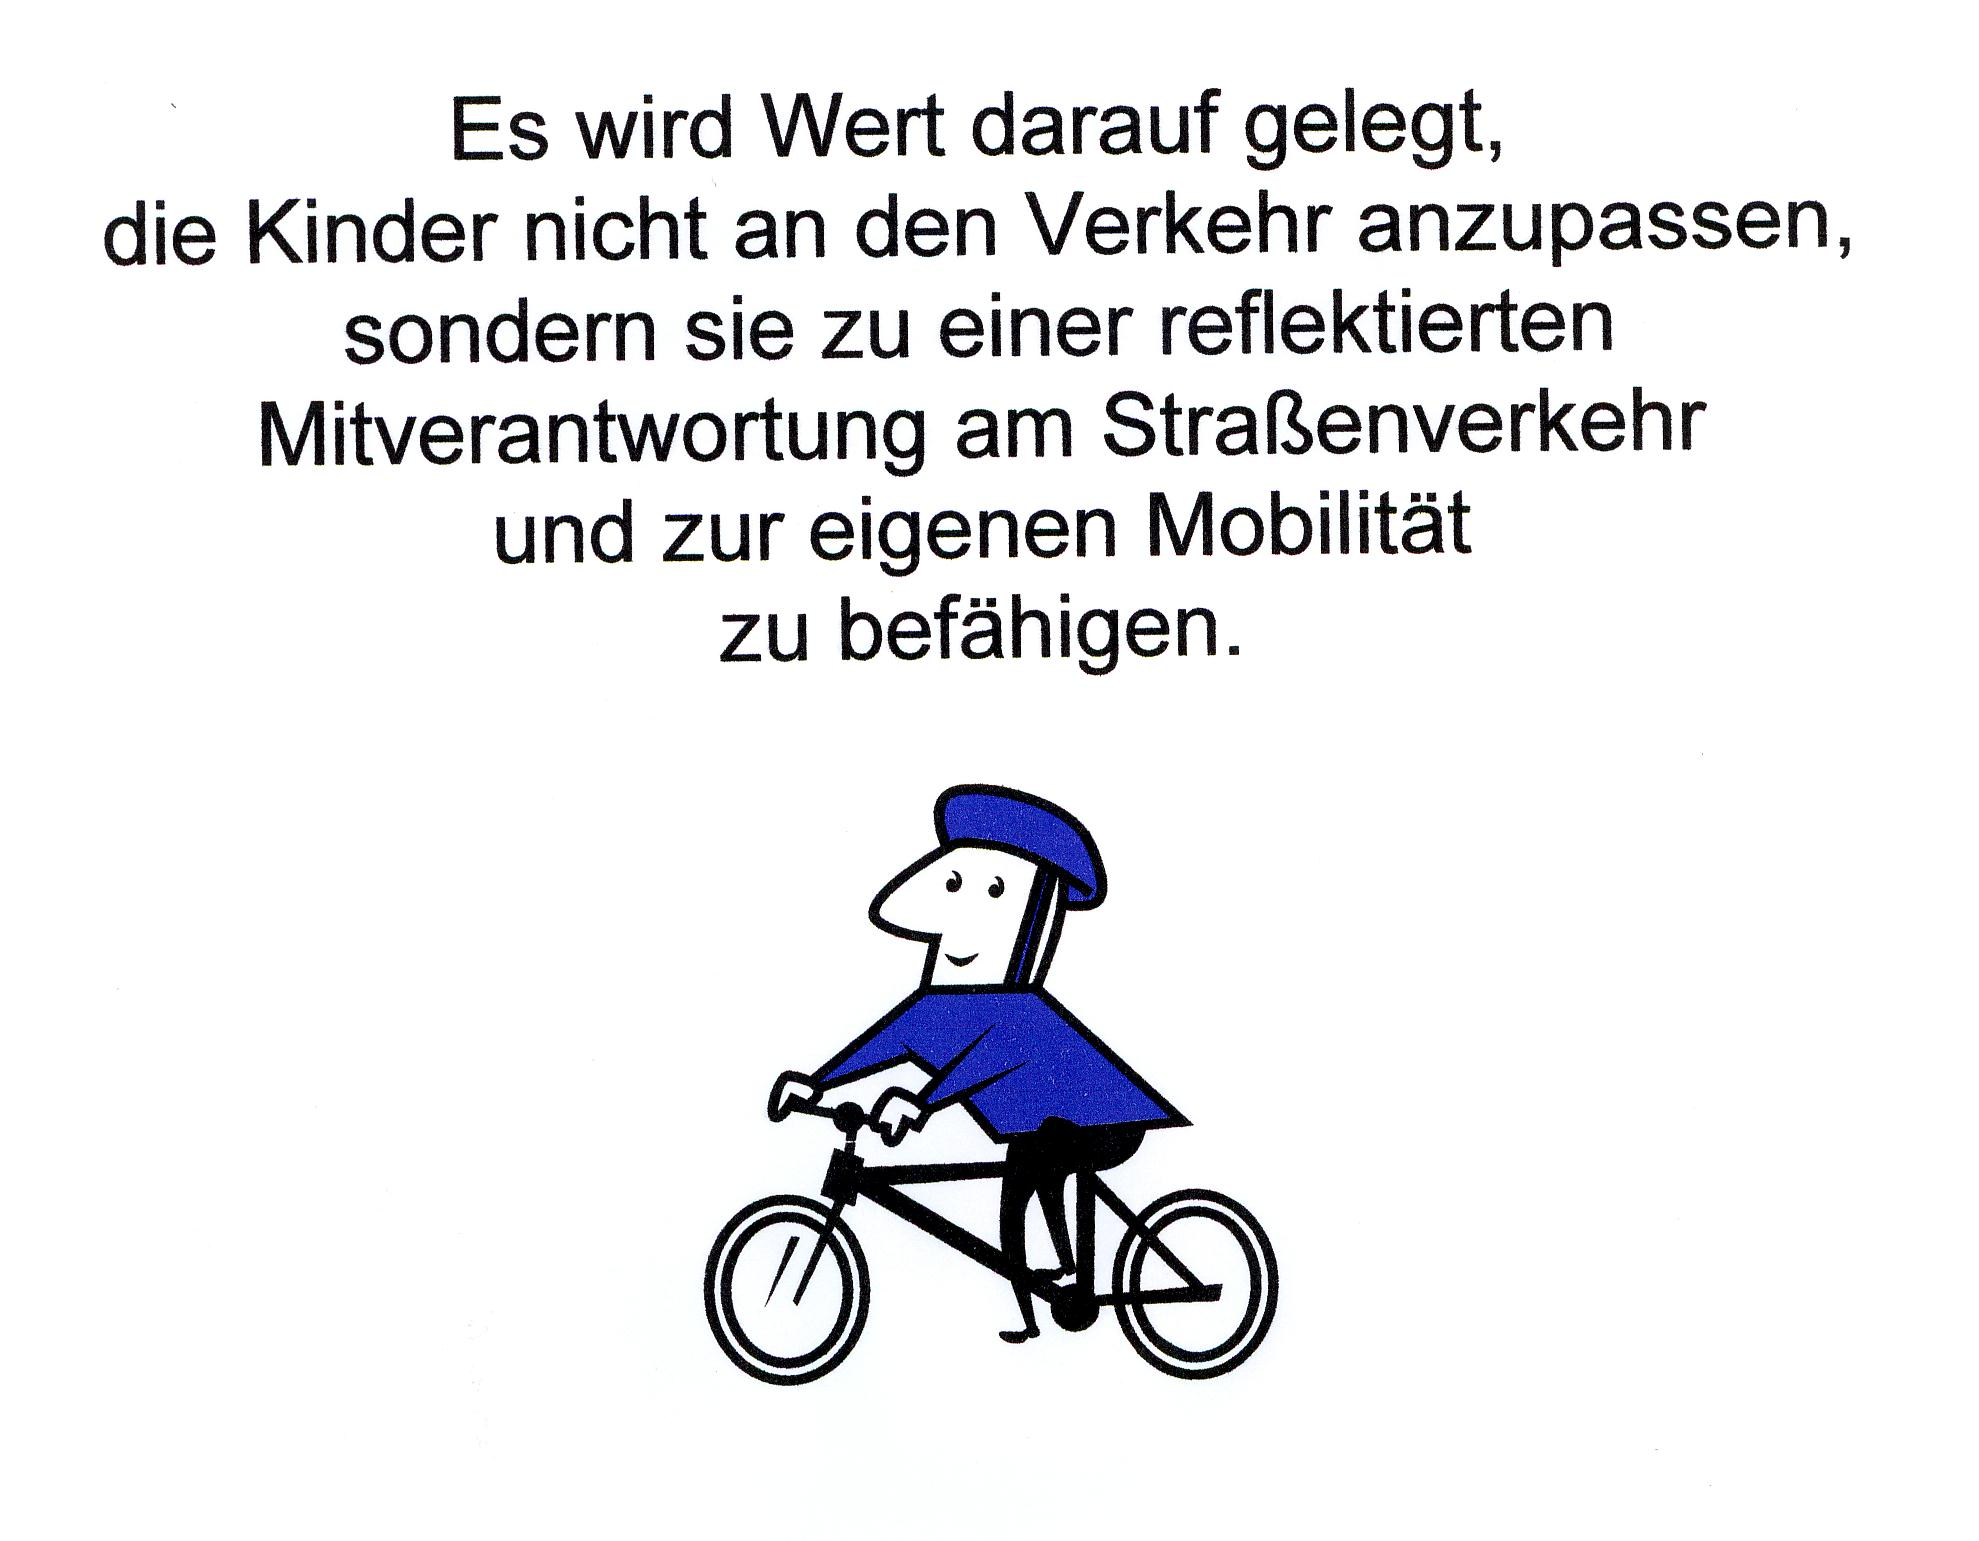 Es wird Wert darauf gelegt,
die Kinder nicht an den Verkehr anzupassen,
sondern sie zu einer reflektierten
Mitverantwortung am Straßenverkehr
und zur eigenen Mobilität
zu befähigen.